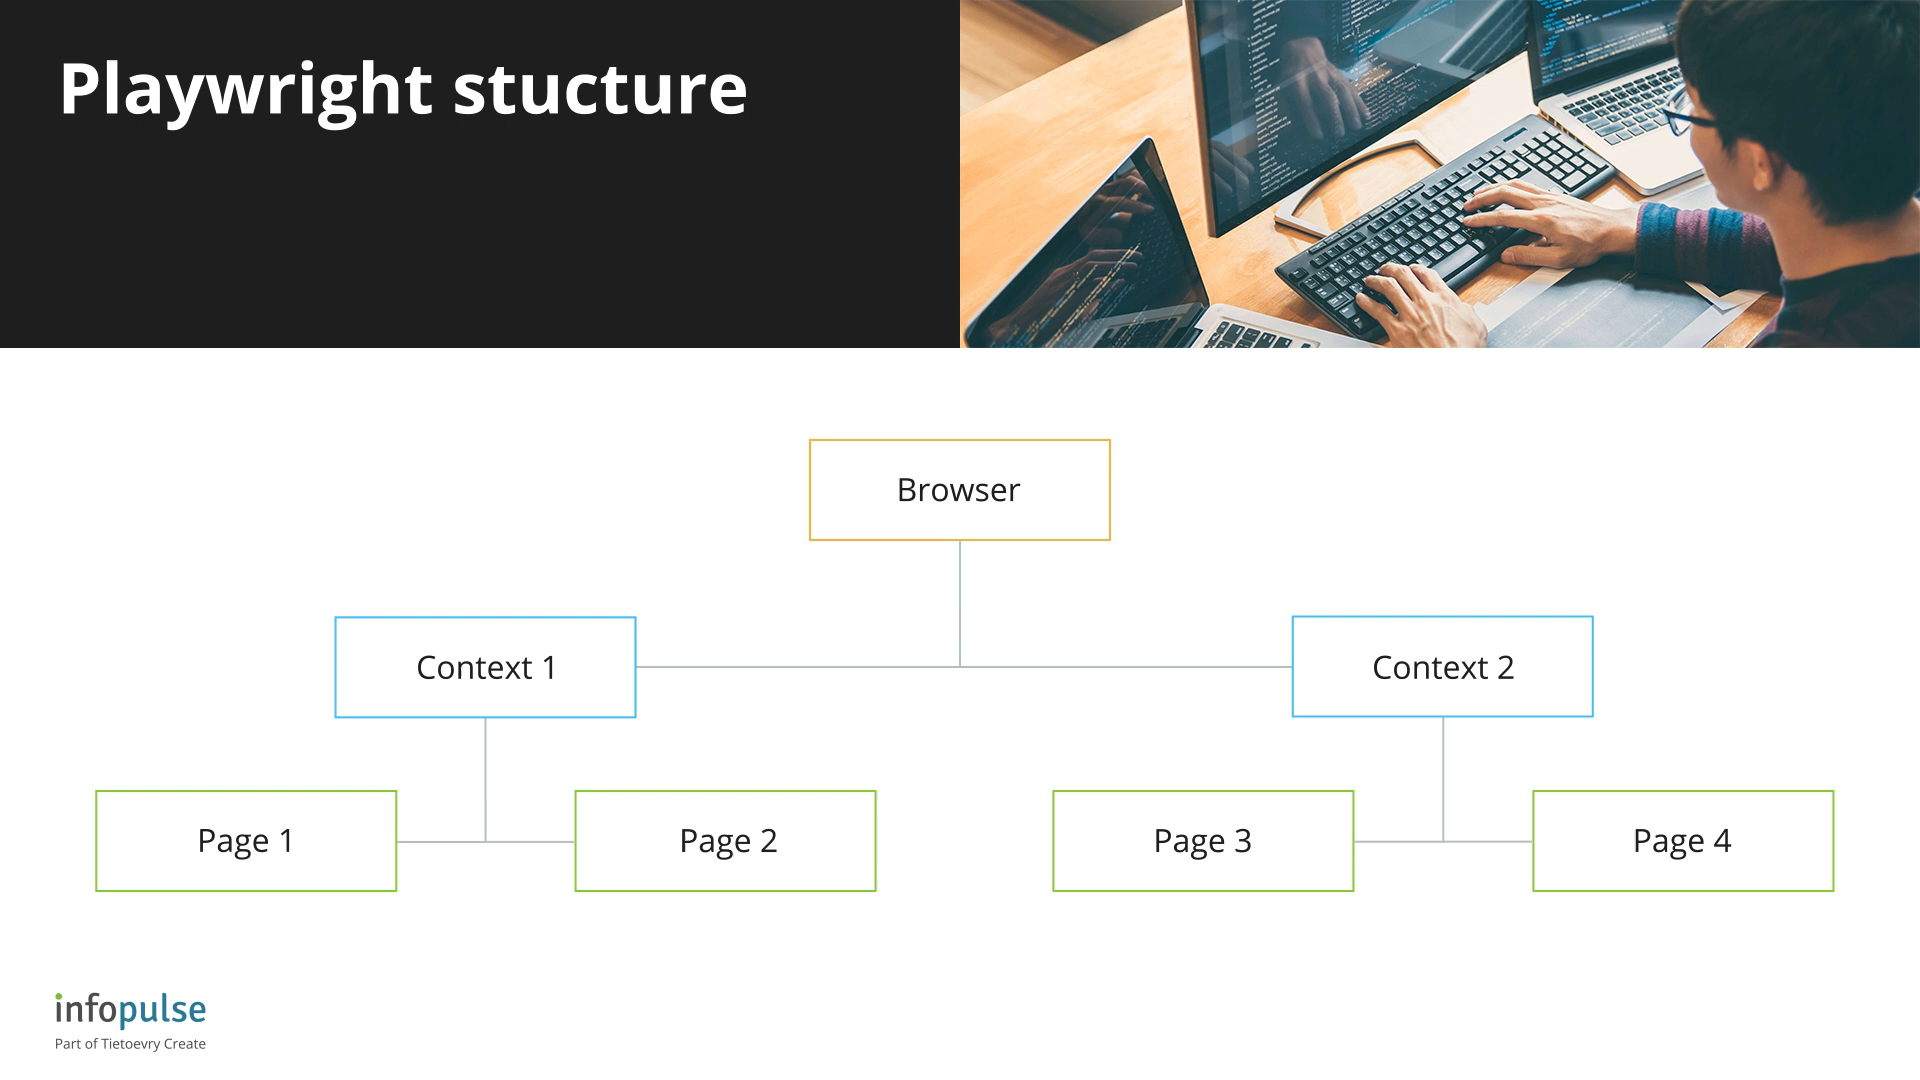 Playwright stucture
Browser
Context 1
Context 2
Page 1
Page 2
Page 3
Page 4
infopulse
Part of Tietoevry Create